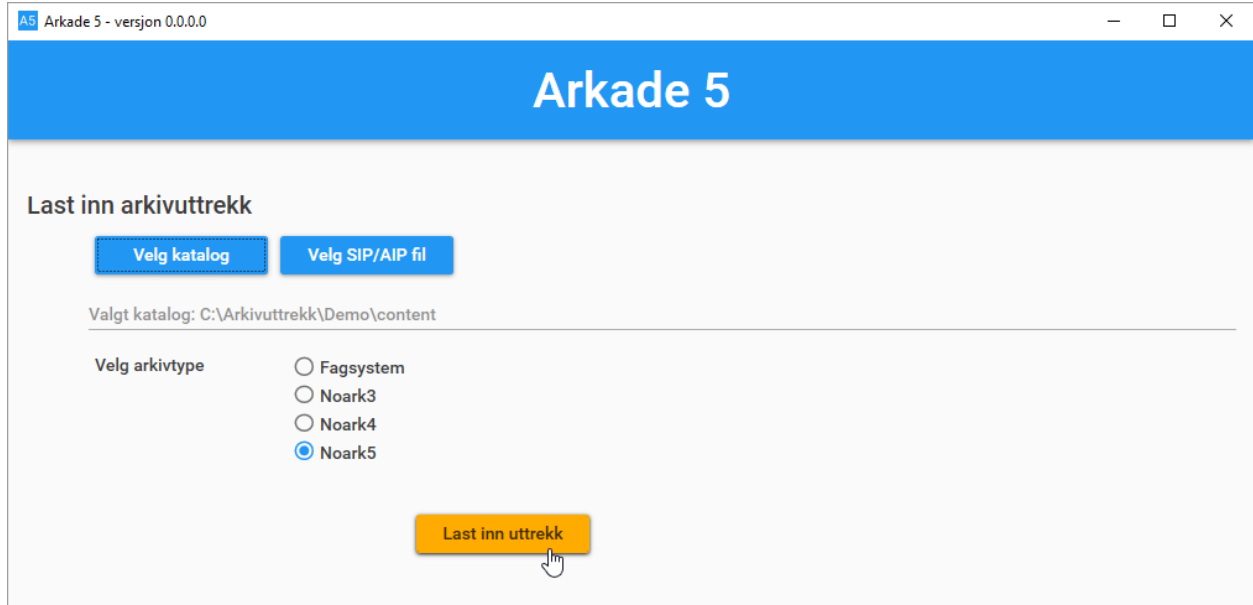 A5 Arkade 5 - versjon 0.0.0.0
Arkade 5
Last inn arkivuttrekk
Velg katalog Velg SIP/AIP fil
Valgt katalog: C:\Arkivuttrekk\Demo\content
Velg arkivtype Fagsystem
Noark3
Noark4
Noark5
Last inn uttrekk